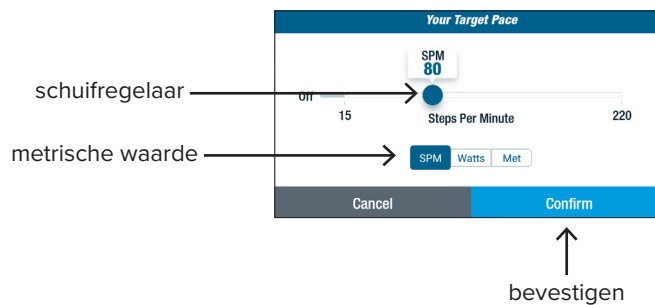 Your Target Pace
SPM
80
schuifregelaar
Off
15
Steps Per Minute
220
metrische waarde
SPM Watts Met
Cancel Confirm
bevestigen